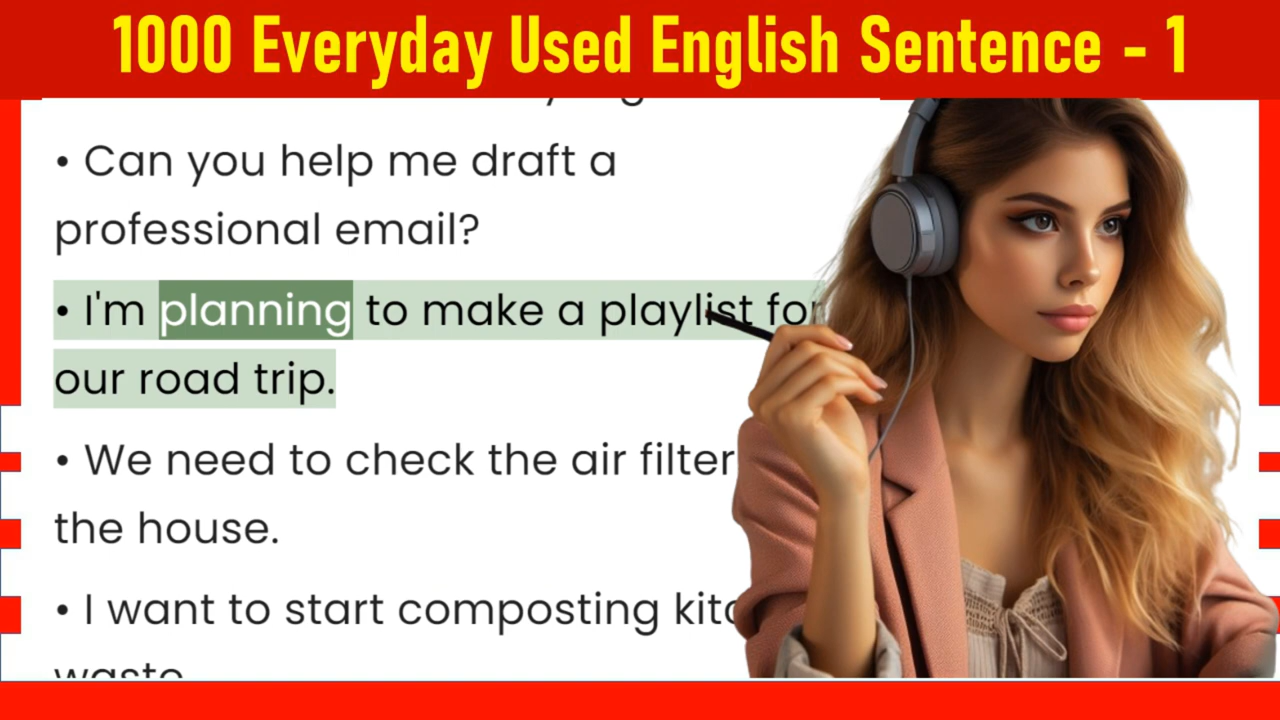 1000 Everyday Used English Sentence - 1
• Can you help me draft a
professional email?
• I'm planning to make a playlist for
our road trip.
• We need to check the air filter
the house.
• I want to start composting
waste